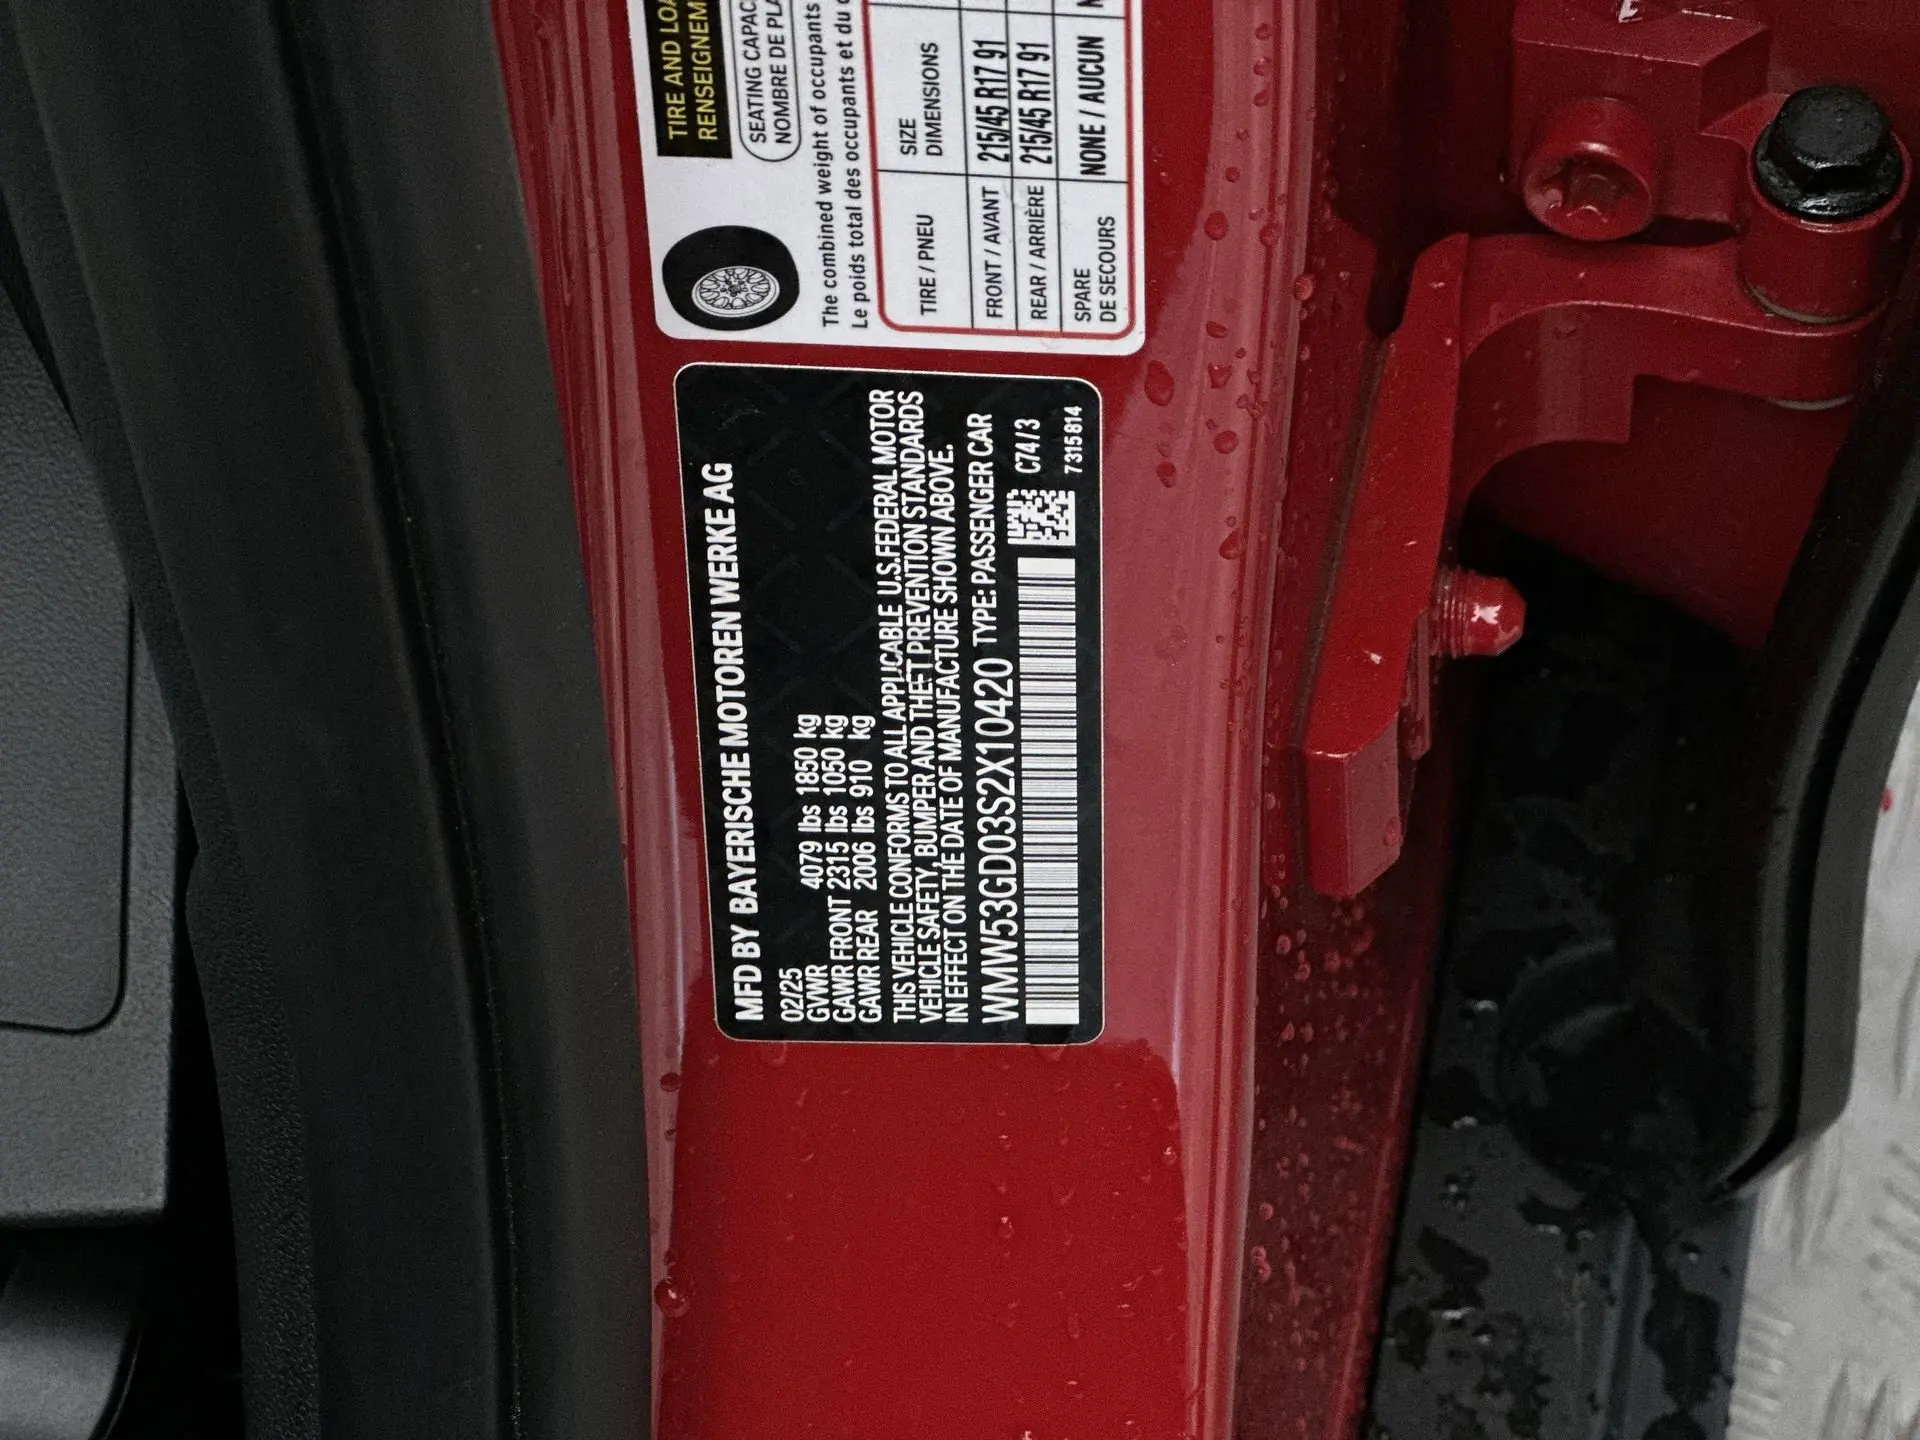 TIRE AND LOA
RENSEIGNEM
SEATING CAPAC
NOMBRE DE PLA
The combined weight of occupants
Le poids total des occupants et du
TIRE / PNEU SIZE
DIMENSIONS
FRONT / AVANT 215/45 R17 91
REAR / ARRIÈRE 215/45 R17 91
SPARE
DE SECOURS NONE / AUCUN
MFD BY BAYERISCHE MOTOREN WERKE AG
02/25
GVWR 4079 lbs 1850 kg
GAWR FRONT 2315 lbs 1050 kg
GAWR REAR 2006 lbs 910 kg
THIS VEHICLE CONFORMS TO ALL APPLICABLE U.S.FEDERAL MOTOR
VEHICLE SAFETY, BUMPER AND THEFT PREVENTION STANDARDS
IN EFFECT ON THE DATE OF MANUFACTURE SHOWN ABOVE.
WMW53GD03S2X10420 TYPE: PASSENGER CAR
C74/3
7315814